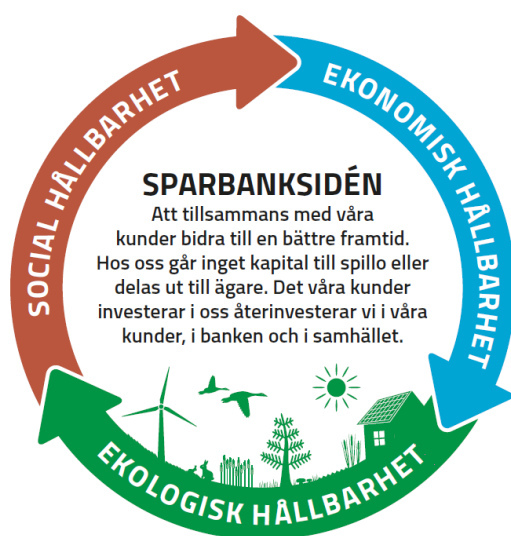 SOCIAL HÅLLBARHET
EKONOMISK HÅLLBARHET
SPARBANKSIDÉN
Att tillsammans med våra
kunder bidra till en bättre framtid.
Hos oss går inget kapital till spillo eller
delas ut till ägare. Det våra kunder
investerar i oss återinvesterar vi i våra
kunder, i banken och i samhället.
EKOLOGISK HÅLLBARHET